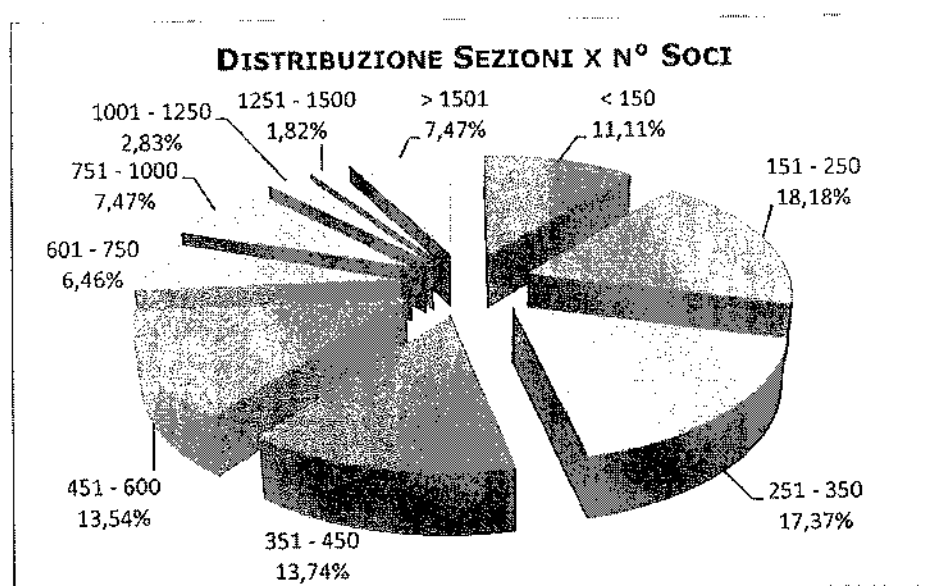 DISTRIBUZIONE SEZIONI X N° SOCI
< 150
11,11%
151 - 250
18,18%
251 - 350
17,37%
351 - 450
13,74%
451 - 600
13,54%
601 - 750
6,46%
751 - 1000
7,47%
1001 - 1250
2,83%
1251 - 1500
1,82%
> 1501
7,47%